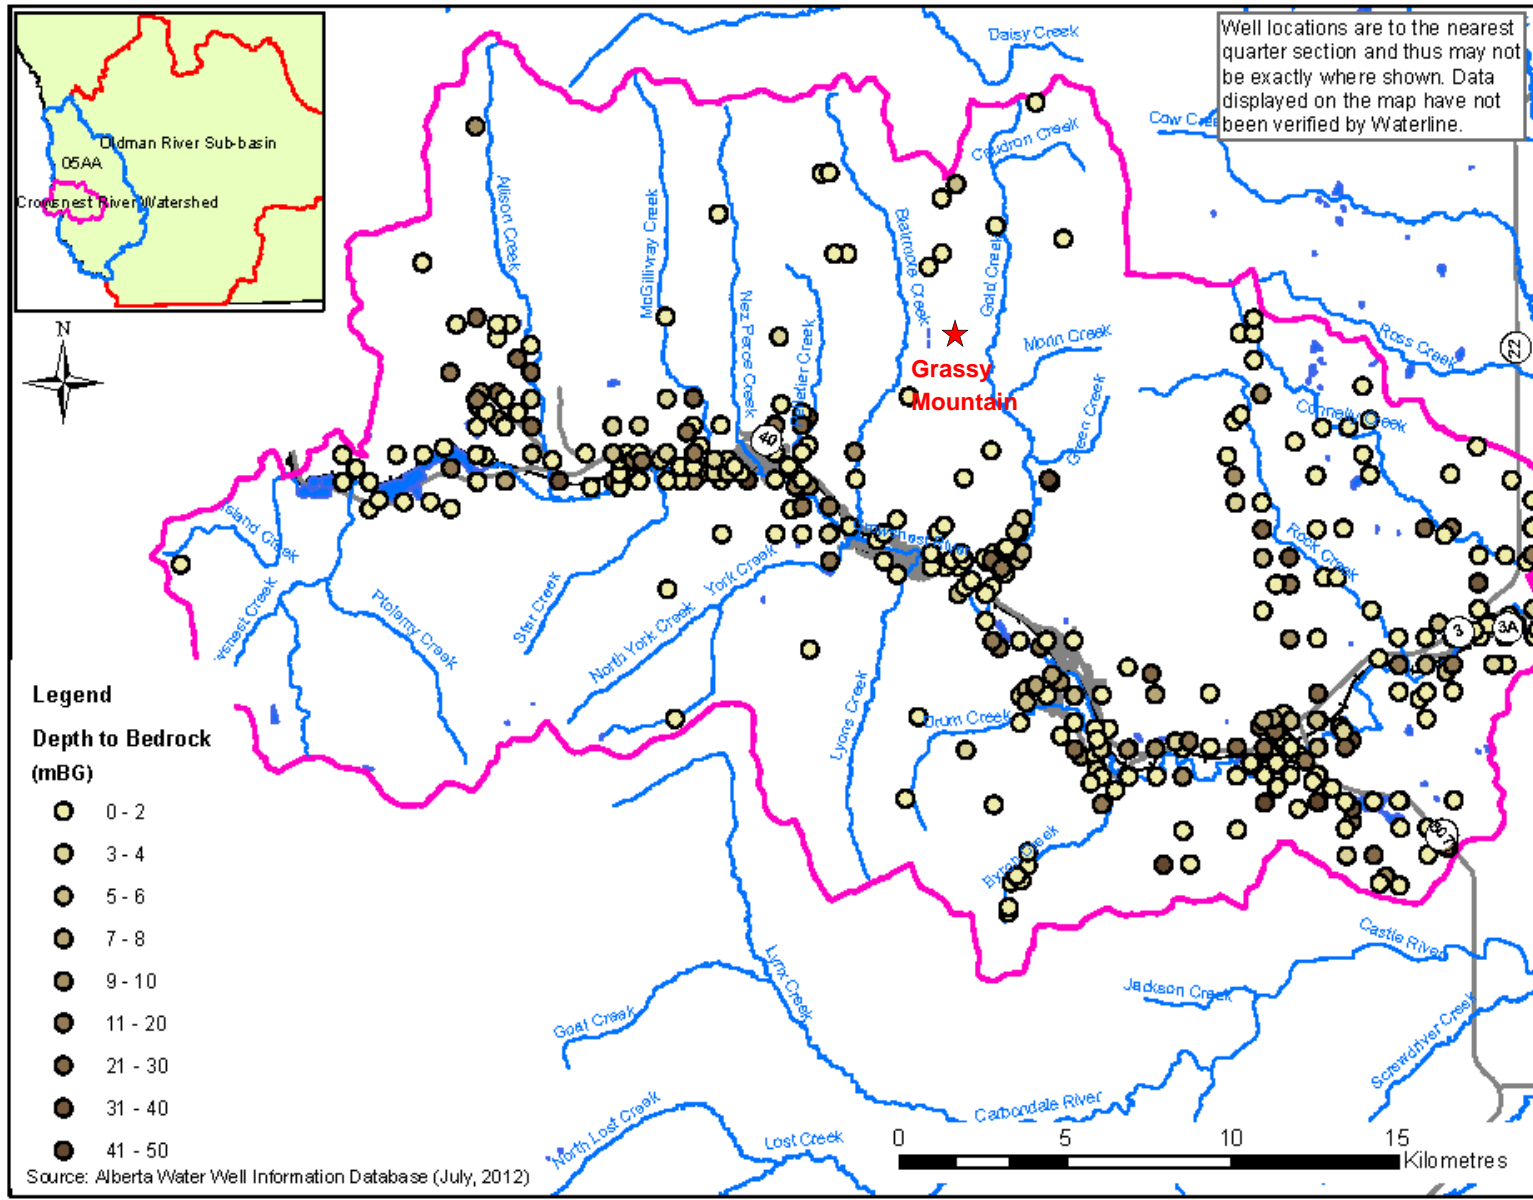 Oldman River Sub-basin
05AA
Crowsnest River Watershed
N
Well locations are to the nearest
quarter section and thus may not
be exactly where shown. Data
displayed on the map have not
been verified by Waterline.
Daisy Creek
Caudron Creek
Allison Creek
McGillivray Creek
Nez Perce Creek
Pelletier Creek
Blairmore Creek
Gold Creek
Morin Creek
Green Creek
Grassy
Mountain
Ross Creek
22
Connelly Creek
Rock Creek
40
Island Creek
Ptolemy Creek
Star Creek
North York Creek
York Creek
Crowsnest River
Lyons Creek
Drum Creek
Byron Creek
3
3A
507
Legend
Depth to Bedrock
(mBG)
0 - 2
3 - 4
5 - 6
7 - 8
9 - 10
11 - 20
21 - 30
31 - 40
41 - 50
Lynx Creek
Goat Creek
North Lost Creek
Lost Creek
Carbondale River
Castle River
Jackson Creek
Screwdriver Creek
0 5 10 15
Kilometres
Source: Alberta Water Well Information Database (July, 2012)